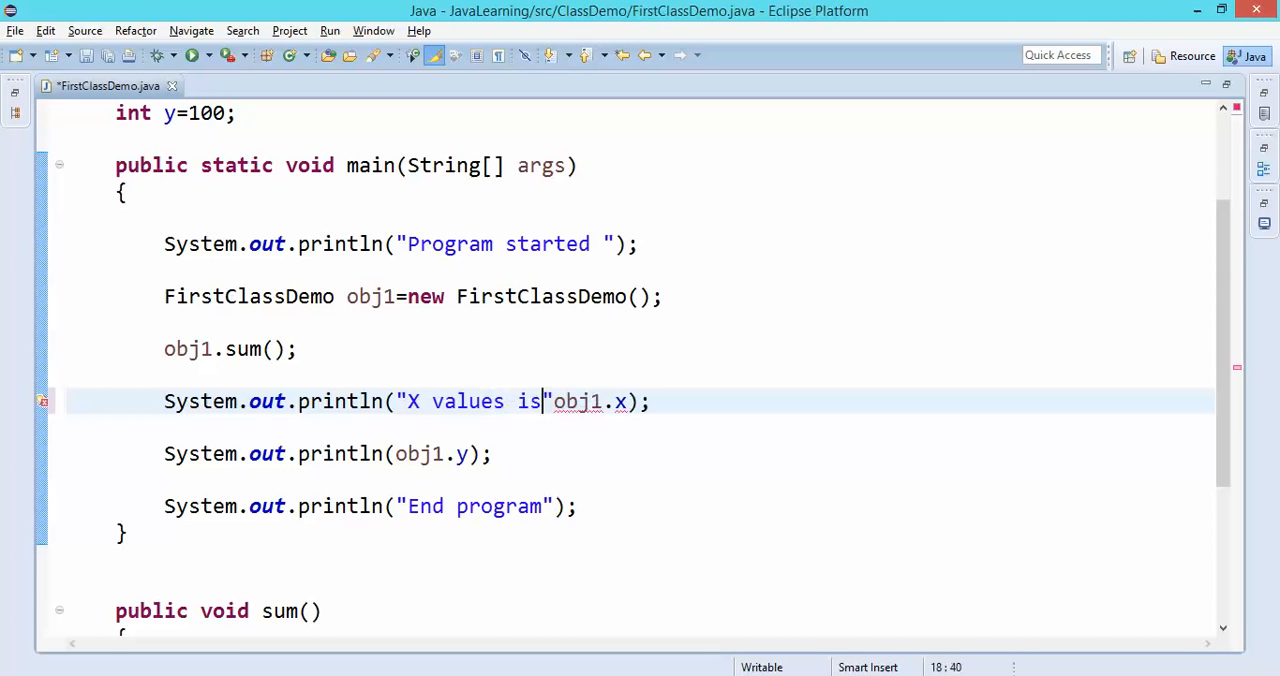 Java - JavaLearning/src/ClassDemo/FirstClassDemo.java - Eclipse Platform
File Edit Source Refactor Navigate Search Project Run Window Help
Quick Access Resource Java
*FirstClassDemo.java
int y=100;
public static void main(String[] args)
{
System.out.println("Program started ");
FirstClassDemo obj1=new FirstClassDemo();
obj1.sum();
System.out.println("X values is"obj1.x);
System.out.println(obj1.y);
System.out.println("End program");
}
public void sum()
{
Writable Smart Insert 18 : 40